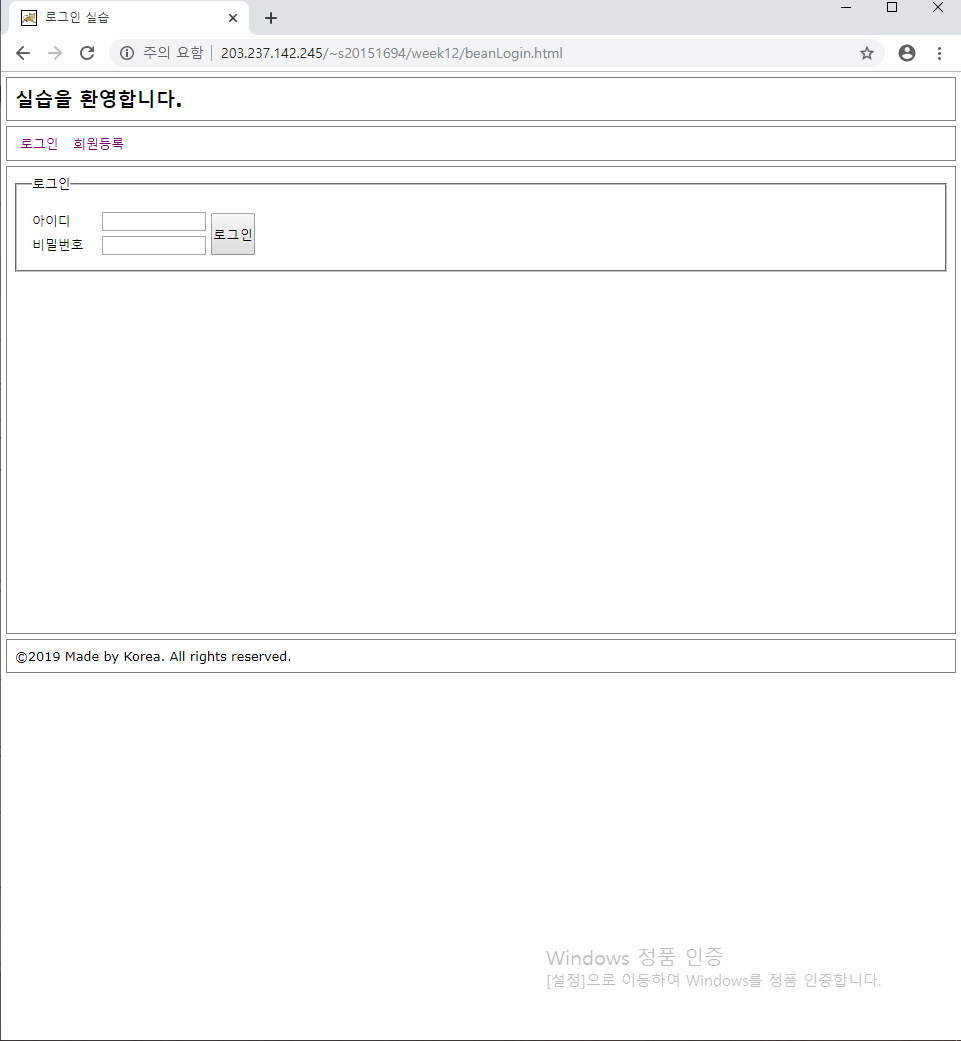 로그인 실습
주의 요함 | 203.237.142.245/~s20151694/week12/beanLogin.html
실습을 환영합니다.
로그인 회원등록
로그인
아이디
로그인
비밀번호
©2019 Made by Korea. All rights reserved.
Windows 정품 인증
[설정]으로 이동하여 Windows를 정품 인증합니다.